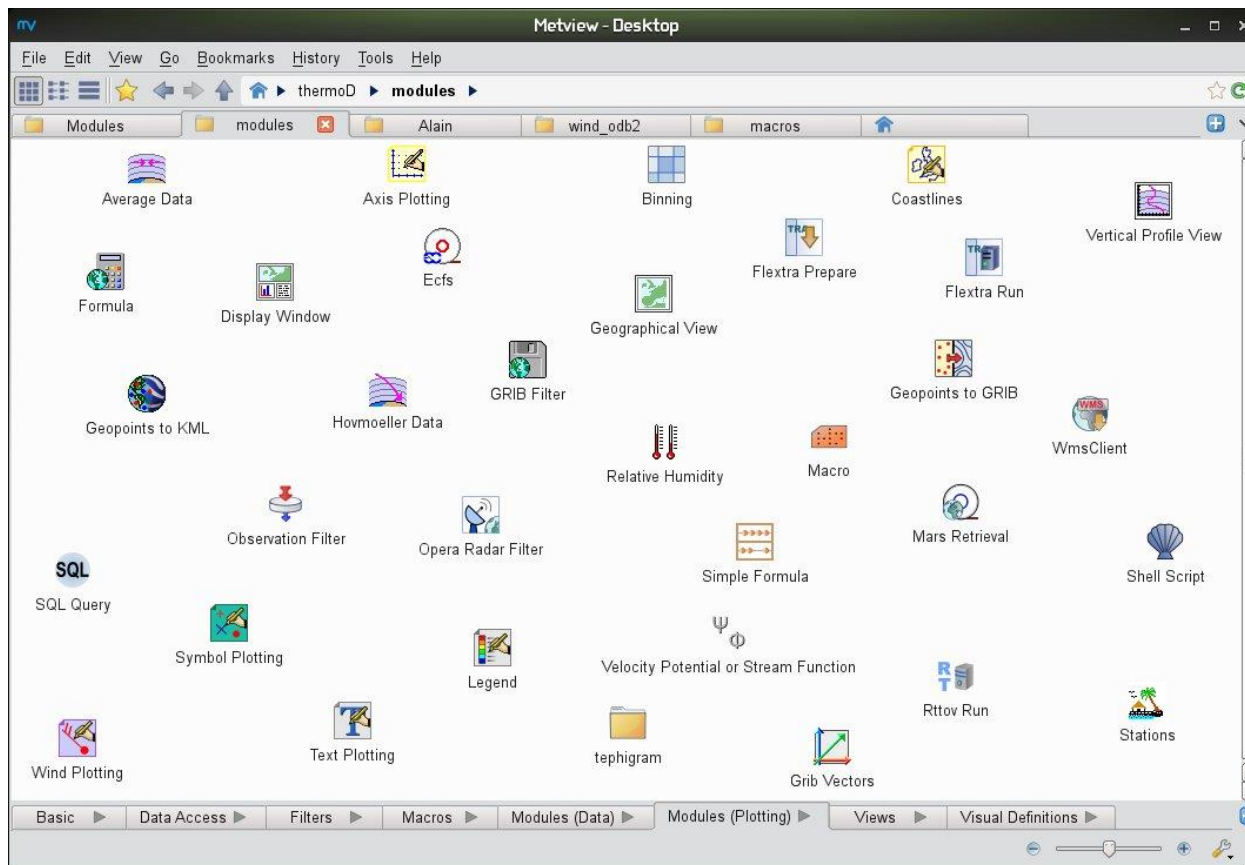 mv
Metview - Desktop
File Edit View Go Bookmarks History Tools Help
thermoD modules
Modules modules Alain wind_odb2 macros
Average Data
Axis Plotting
Binning
Coastlines
Vertical Profile View
Formula
Display Window
Ecfs
Geographical View
TRA
Flextra Prepare
TR
Flextra Run
Geopoints to KML
Hovmoeller Data
GRIB Filter
Geopoints to GRIB
Relative Humidity
Macro
WMS
WmsClient
Observation Filter
Opera Radar Filter
Simple Formula
Mars Retrieval
Shell Script
SQL
SQL Query
Symbol Plotting
Legend
Ψ
Φ
Velocity Potential or Stream Function
R
T
Rttov Run
Stations
Wind Plotting
T
Text Plotting
tephigram
Grib Vectors
Basic Data Access Filters Macros Modules (Data) Modules (Plotting) Views Visual Definitions